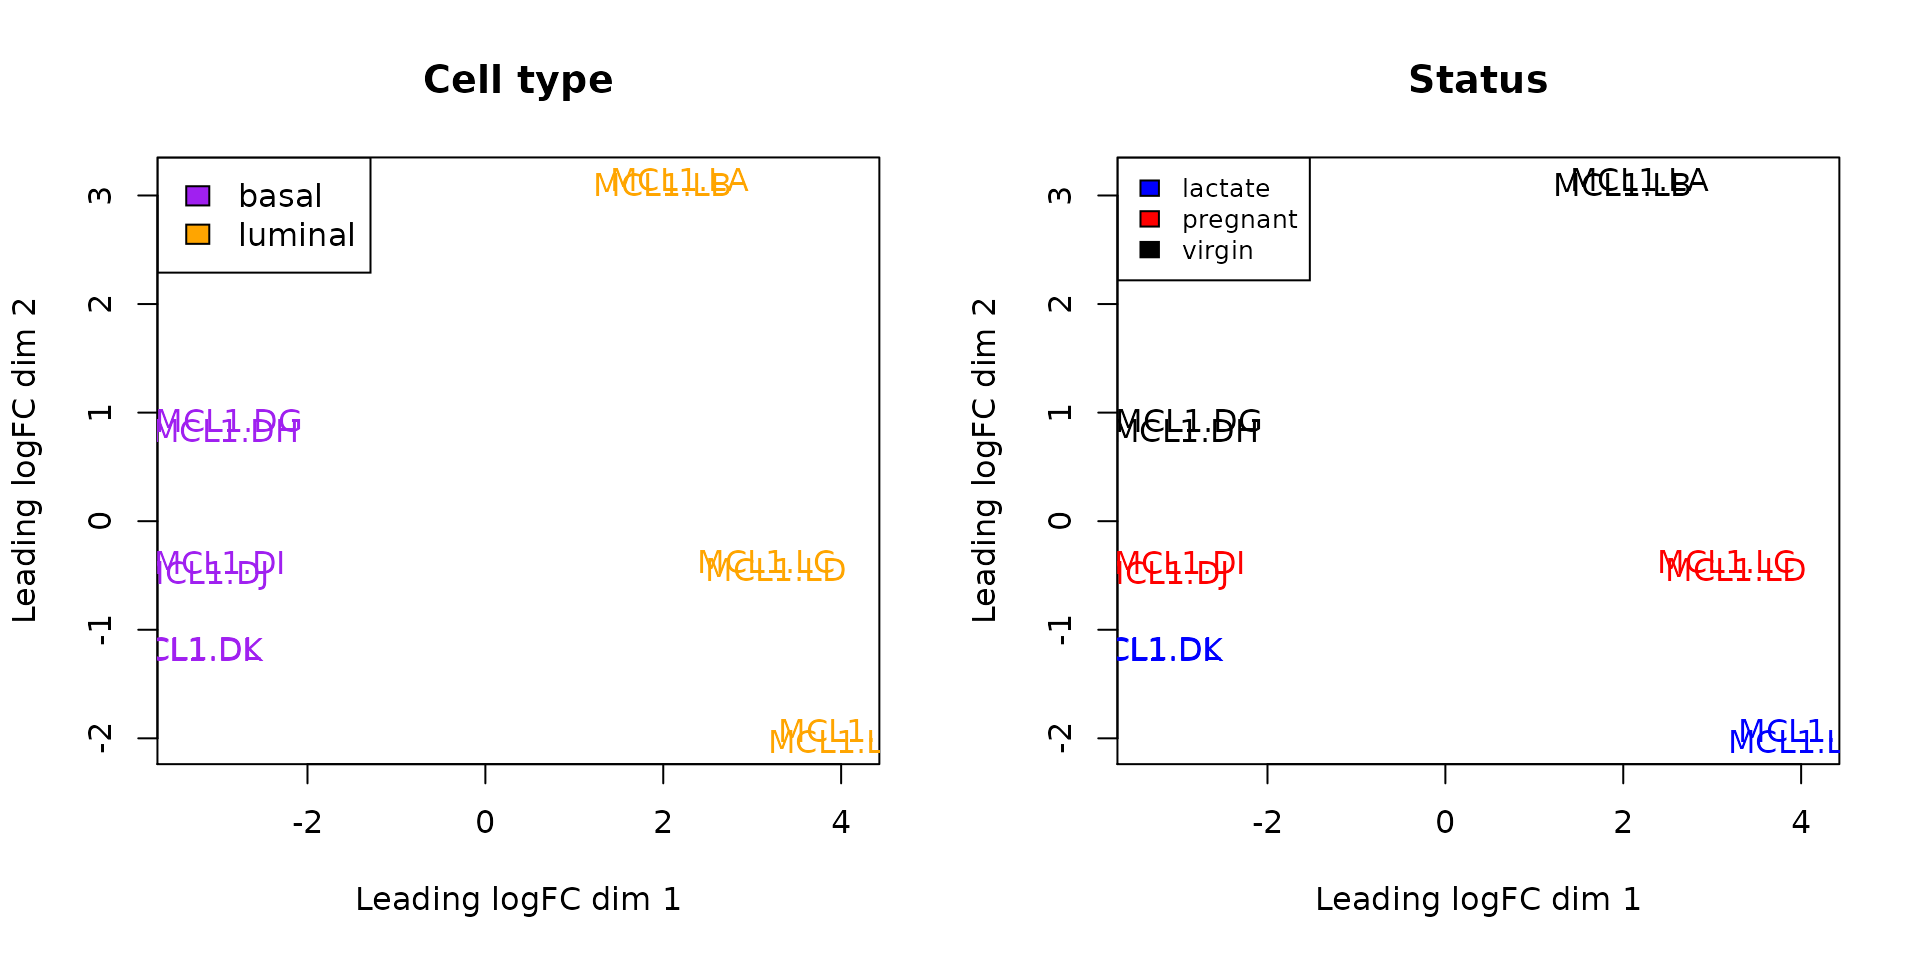 Cell type
basal
luminal
MCL1.LA
MCL1.LB
MCL1.DG
MCL1.DH
MCL1.DI
MCL1.DJ
CL1.DK
MCL1.LC
MCL1.LD
MCL1.
MCL1.L
3
2
1
0
-1
-2
-2
0
2
4
Leading logFC dim 2
Leading logFC dim 1
Status
lactate
pregnant
virgin
MCL1.LA
MCL1.LB
MCL1.DG
MCL1.DH
MCL1.DI
MCL1.DJ
CL1.DK
MCL1.LC
MCL1.LD
MCL1.
MCL1.L
3
2
1
0
-1
-2
-2
0
2
4
Leading logFC dim 2
Leading logFC dim 1